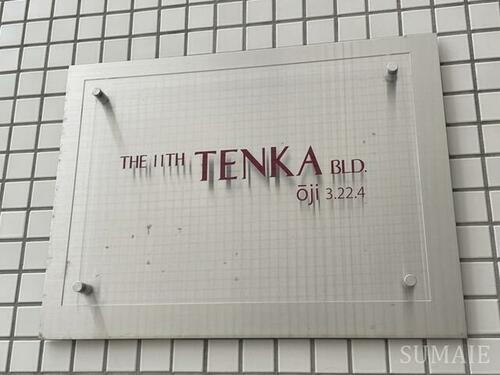 THE 11TH TENKA BLD.
ōji 3.22.4
SUMAIE